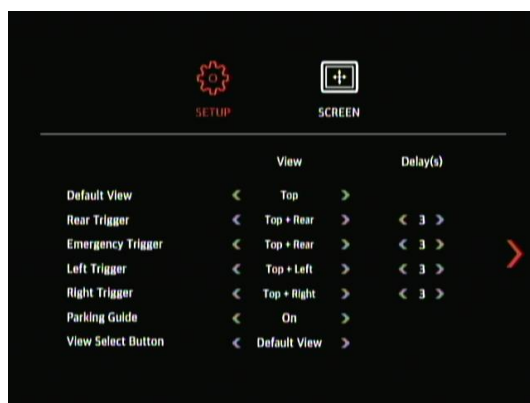 SETUP SCREEN
View Delay(s)
Default View Top
Rear Trigger Top + Rear 3
Emergency Trigger Top + Rear 3
Left Trigger Top + Left 3
Right Trigger Top + Right 3
Parking Guide On
View Select Button Default View